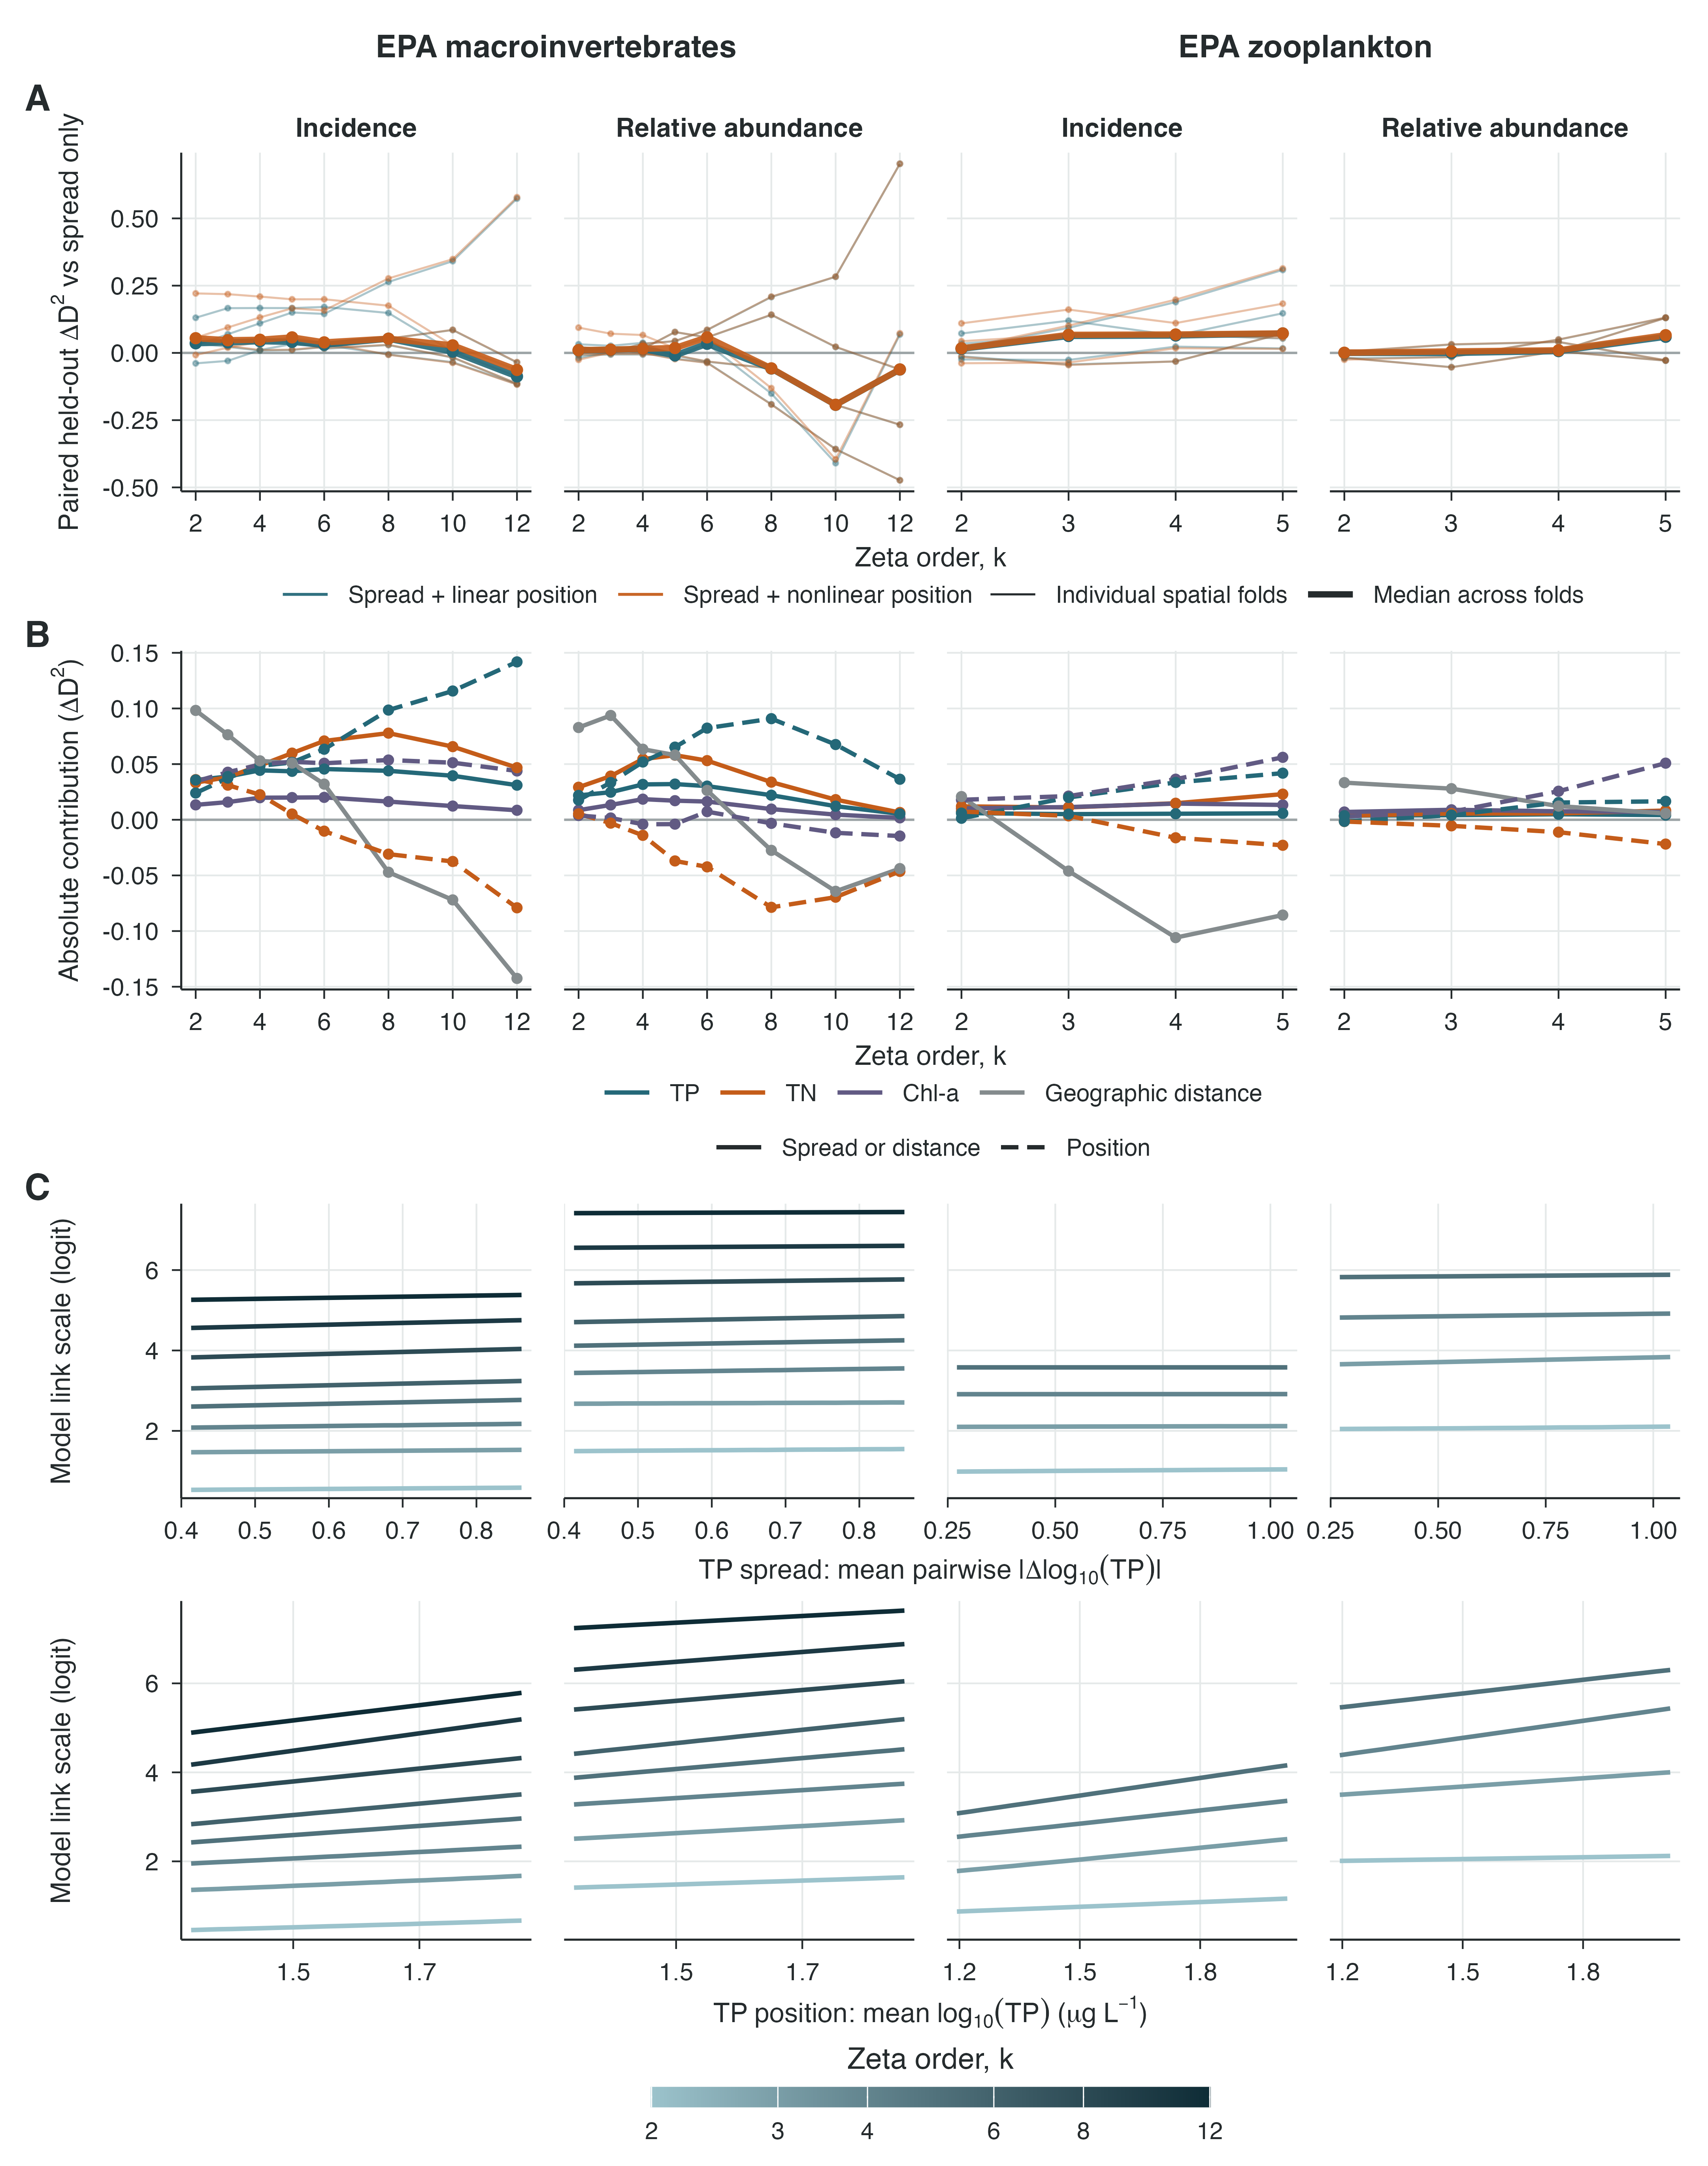 EPA macroinvertebrates EPA zooplankton
A
Incidence Relative abundance Incidence Relative abundance
Paired held-out ΔD² vs spread only
0.50
0.25
0.00
-0.25
-0.50
2 4 6 8 10 12 2 4 6 8 10 12 2 3 4 5 2 3 4 5
Zeta order, k
Spread + linear position Spread + nonlinear position Individual spatial folds Median across folds
B
Absolute contribution (ΔD²)
0.15
0.10
0.05
0.00
-0.05
-0.10
-0.15
2 4 6 8 10 12 2 4 6 8 10 12 2 3 4 5 2 3 4 5
Zeta order, k
TP TN Chl-a Geographic distance
Spread or distance Position
C
Model link scale (logit)
6
4
2
0.4 0.5 0.6 0.7 0.8 0.4 0.5 0.6 0.7 0.8 0.25 0.50 0.75 1.00 0.25 0.50 0.75 1.00
TP spread: mean pairwise |Δlog₁₀(TP)|
Model link scale (logit)
6
4
2
1.5 1.7 1.5 1.7 1.2 1.5 1.8 1.2 1.5 1.8
TP position: mean log₁₀(TP) (μg L⁻¹)
Zeta order, k
2 3 4 6 8 12